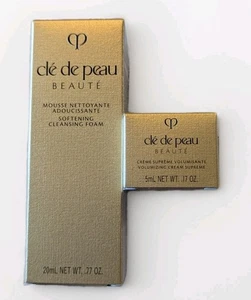 clé de peau
BEAUTÉ
MOUSSE NETTOYANTE
ADOUCISSANTE
SOFTENING
CLEANSING FOAM
20mL NET WT. .77 OZ.
clé de peau
BEAUTÉ
CRÈME SUPRÊME VOLUMISANTE
VOLUMIZING CREAM SUPREME
5mL NET WT. .17 OZ.